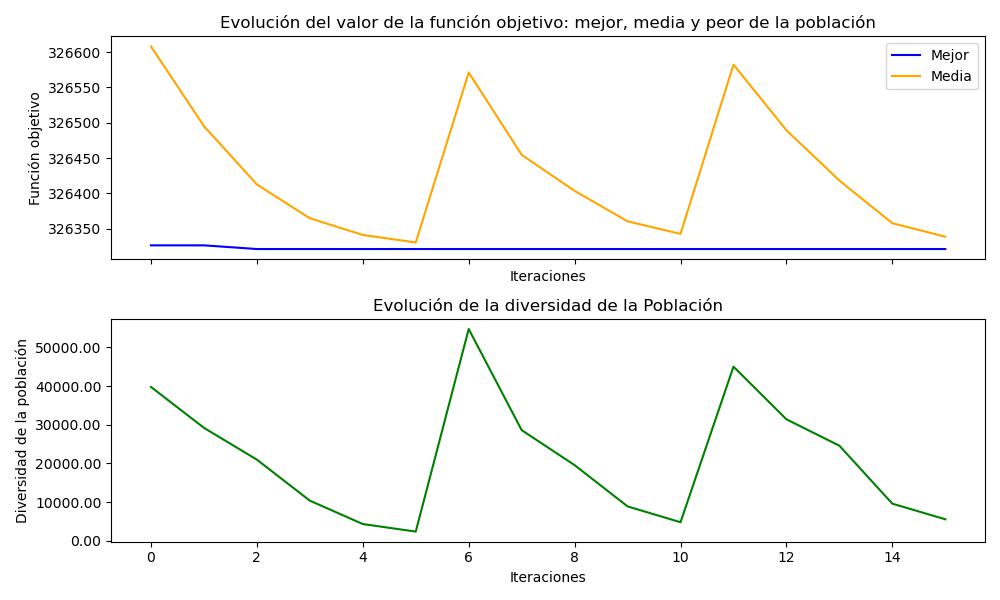 Evolución del valor de la función objetivo: mejor, media y peor de la población
326600
326550
326500
326450
326400
326350
Función objetivo
Mejor
Media
Iteraciones
Evolución de la diversidad de la Población
50000.00
40000.00
30000.00
20000.00
10000.00
0.00
Diversidad de la población
0 2 4 6 8 10 12 14
Iteraciones